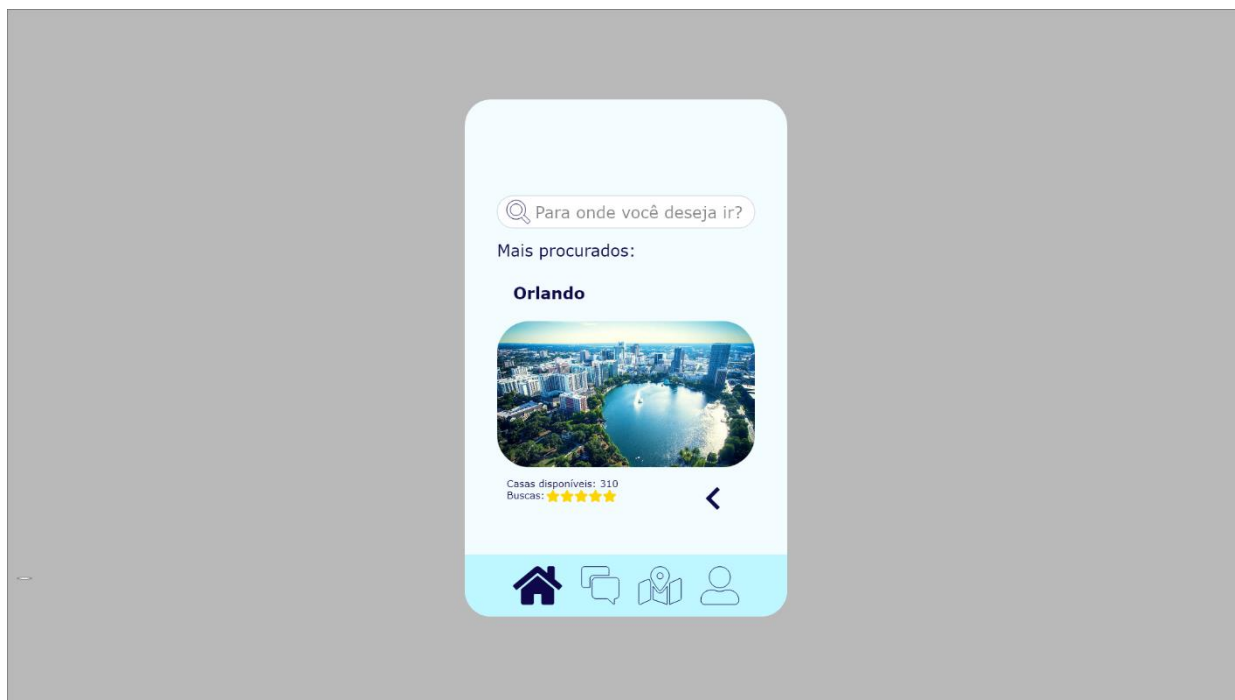 Para onde você deseja ir?
Mais procurados:
Orlando
Casas disponíveis: 310
Buscas: